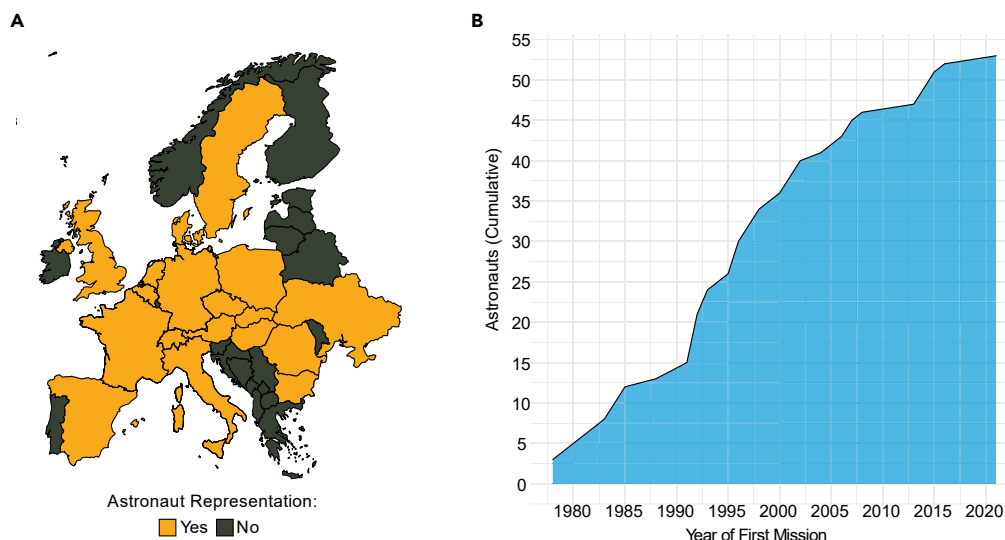 A
Astronaut Representation:
Yes No
B
Astronauts (Cumulative)
55
50
45
40
35
30
25
20
15
10
5
0
1980 1985 1990 1995 2000 2005 2010 2015 2020
Year of First Mission